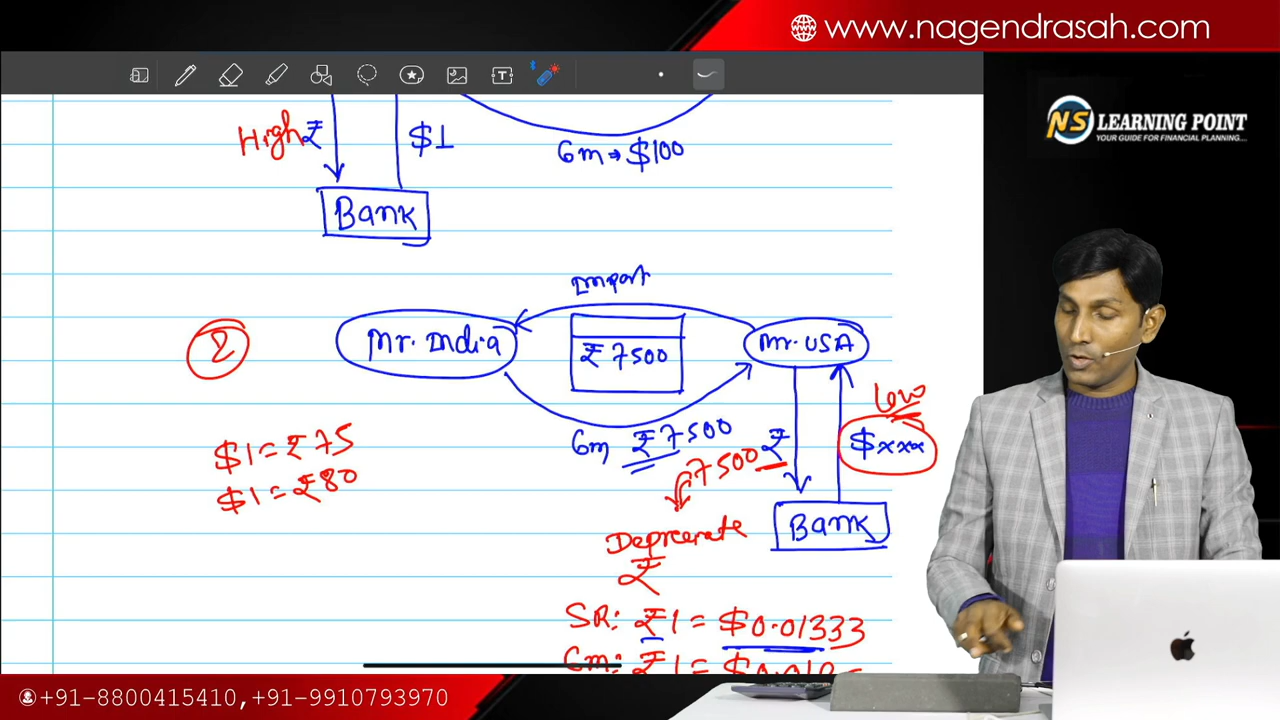 www.nagendrasah.com
NS LEARNING POINT
YOUR GUIDE FOR FINANCIAL PLANNING....
High ₹
$1
6m → $100
Bank
Import
2
Mr. India
₹ 7500
Mr. USA
Low
6m ₹7500
7500 ₹
$xxx
$1 = ₹75
$1 = ₹80
Bank
Depreciate
₹
SR: ₹1 = $0.01333
6m: ₹1 =
+91-8800415410,+91-9910793970